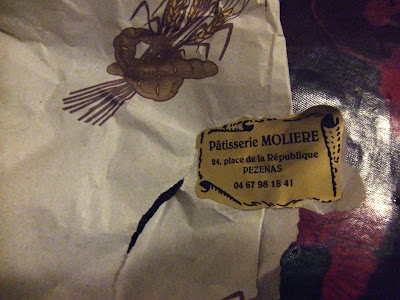 Pâtisserie MOLIERE
24, place de la République
PEZENAS
04 67 98 18 41